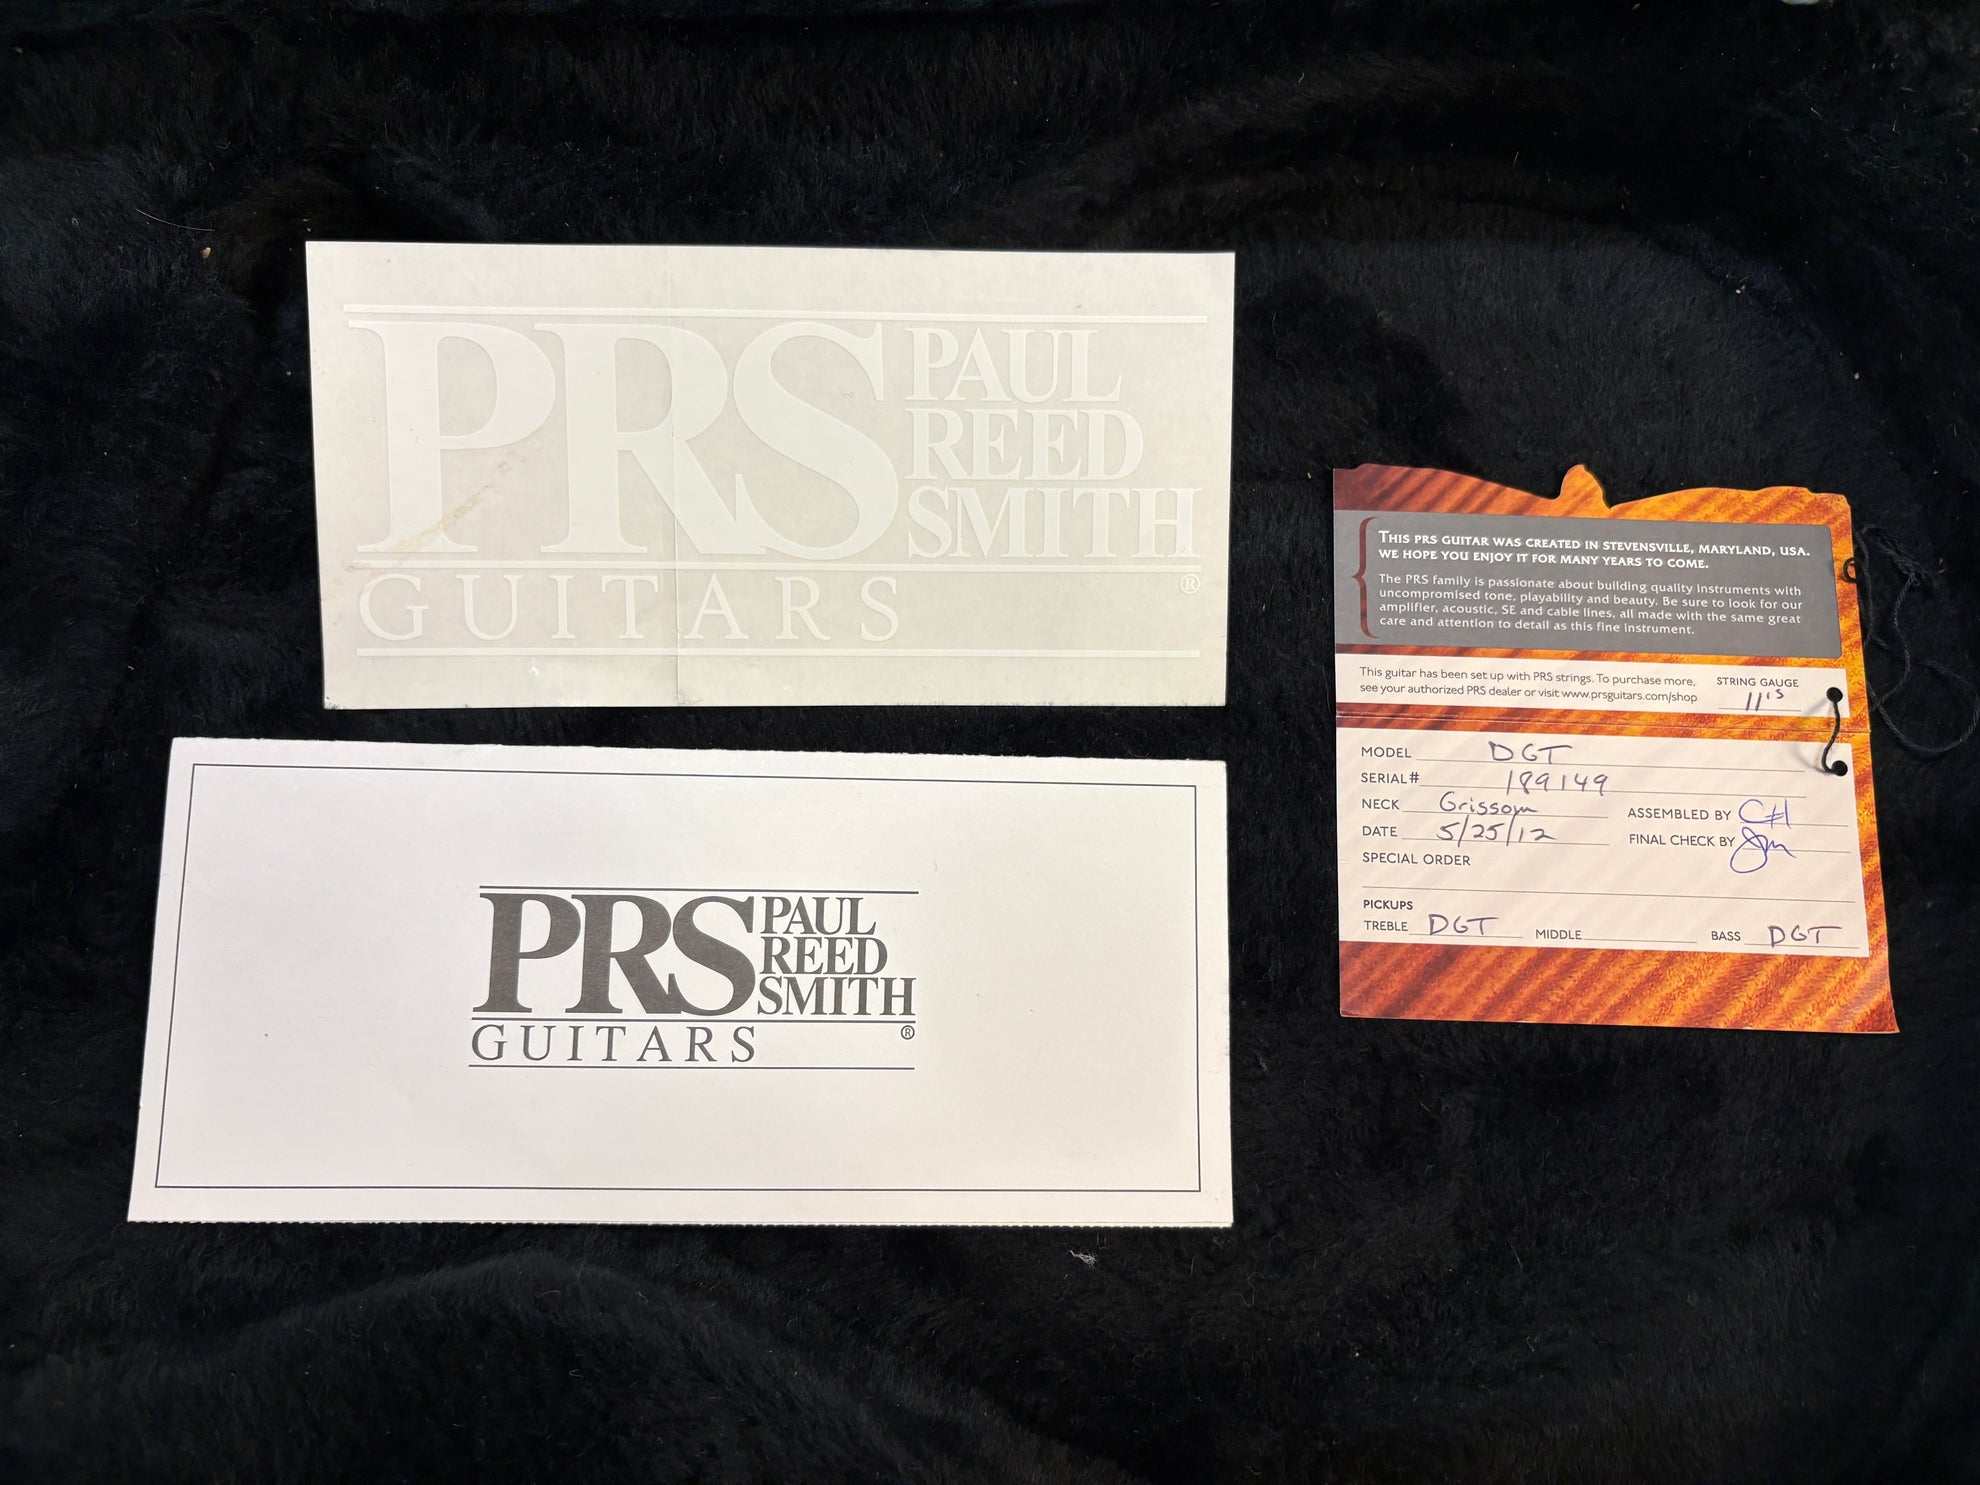 PRS PAUL
REED
SMITH
GUITARS ®
PRS PAUL
REED
SMITH
GUITARS ®
THIS PRS GUITAR WAS CREATED IN STEVENSVILLE, MARYLAND, USA.
WE HOPE YOU ENJOY IT FOR MANY YEARS TO COME.
The PRS family is passionate about building quality instruments with
uncompromised tone, playability and beauty. Be sure to look for our
amplifier, acoustic, SE and cable lines, all made with the same great
care and attention to detail as this fine instrument.
This guitar has been set up with PRS strings. To purchase more,
see your authorized PRS dealer or visit www.prsguitars.com/shop
STRING GAUGE
11's
MODEL DGT
SERIAL# 189149
NECK Grissom ASSEMBLED BY
DATE 5/25/12 FINAL CHECK BY
SPECIAL ORDER
PICKUPS
TREBLE DGT MIDDLE BASS DGT